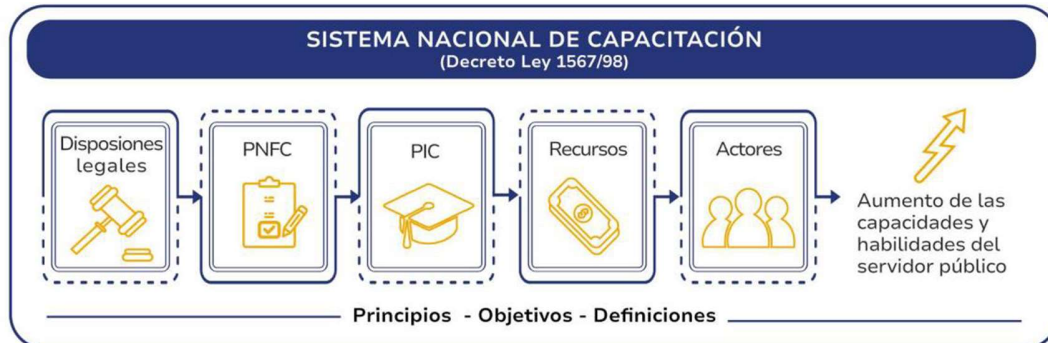 SISTEMA NACIONAL DE CAPACITACIÓN
(Decreto Ley 1567/98)
Disposiones
legales
PNFC
PIC
Recursos
Actores
Aumento de las
capacidades y
habilidades del
servidor público
Principios - Objetivos - Definiciones